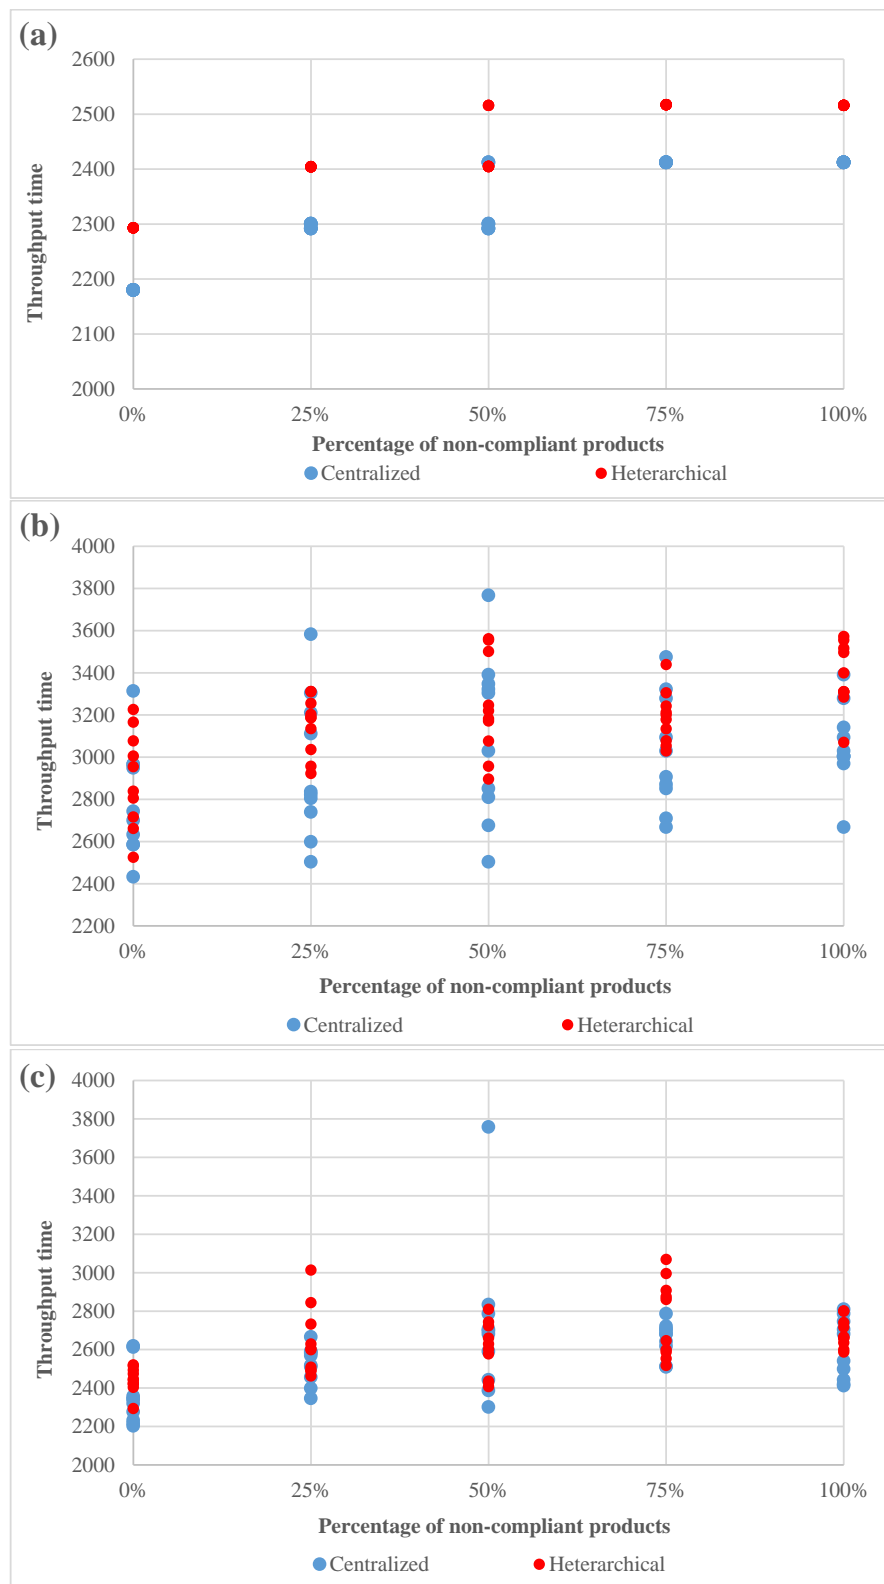 (a)
2600
2500
2400
2300
2200
2100
2000
Throughput time
0% 25% 50% 75% 100%
Percentage of non-compliant products
Centralized Heterarchical
(b)
4000
3800
3600
3400
3200
3000
2800
2600
2400
2200
Throughput time
0% 25% 50% 75% 100%
Percentage of non-compliant products
Centralized Heterarchical
(c)
4000
3800
3600
3400
3200
3000
2800
2600
2400
2200
2000
Throughput time
0% 25% 50% 75% 100%
Percentage of non-compliant products
Centralized Heterarchical